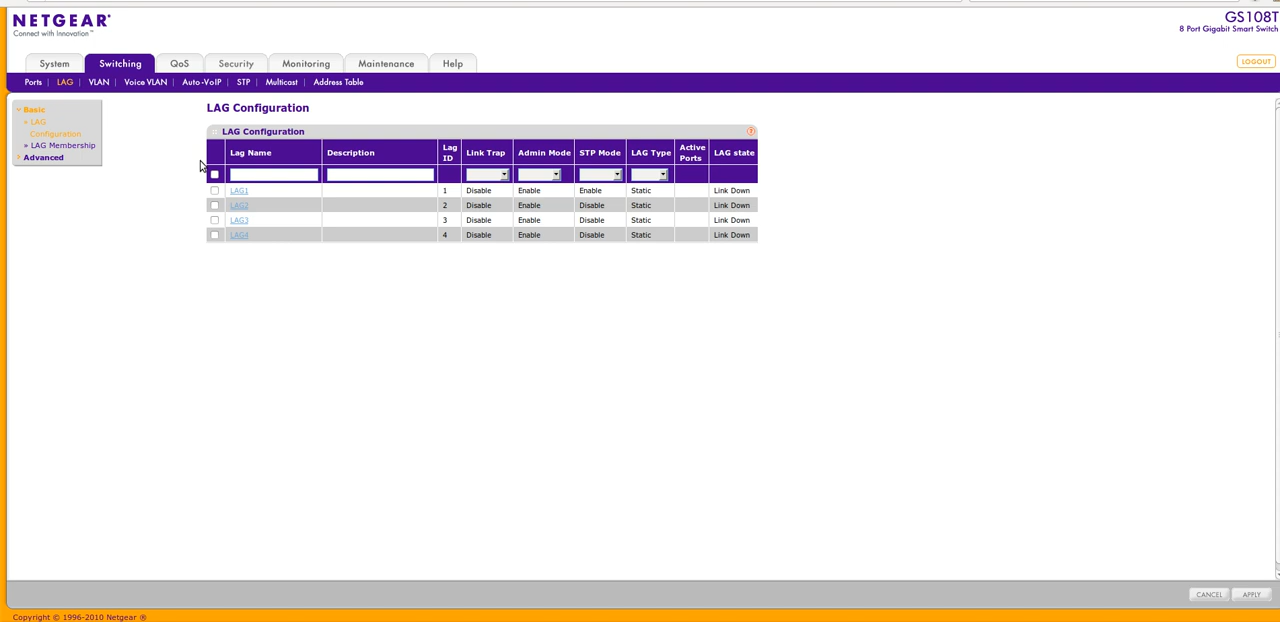 NETGEAR®
Connect with Innovation™
GS108T
8 Port Gigabit Smart Switch
System Switching QoS Security Monitoring Maintenance Help
LOGOUT
Ports | LAG | VLAN | Voice VLAN | Auto-VoIP | STP | Multicast | Address Table
Basic
» LAG
Configuration
» LAG Membership
Advanced
LAG Configuration
LAG Configuration
Lag Name Description Lag ID Link Trap Admin Mode STP Mode LAG Type Active Ports LAG state
LAG1 1 Disable Enable Enable Static Link Down
LAG2 2 Disable Enable Disable Static Link Down
LAG3 3 Disable Enable Disable Static Link Down
LAG4 4 Disable Enable Disable Static Link Down
CANCEL APPLY
Copyright © 1996-2010 Netgear ®